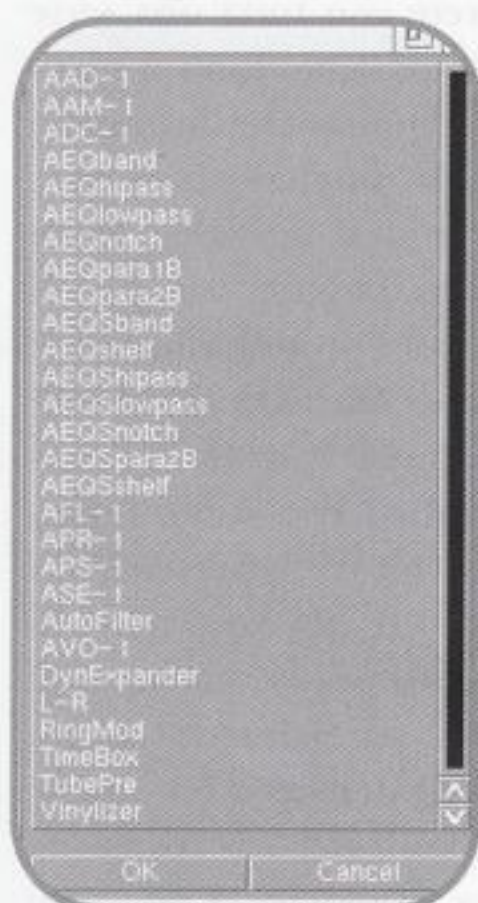 AAD-1
AAM-1
ADC-1
AEQband
AEQhipass
AEQlowpass
AEQnotch
AEQpara1B
AEQpara2B
AEQSband
AEQshelf
AEQShipass
AEQSlowpass
AEQSnotch
AEQSpara2B
AEQSshelf
AFL-1
APR-1
APS-1
ASE-1
AutoFilter
AVO-1
DynExpander
L-R
RingMod
TimeBox
TubePre
Vinylizer
OK Cancel